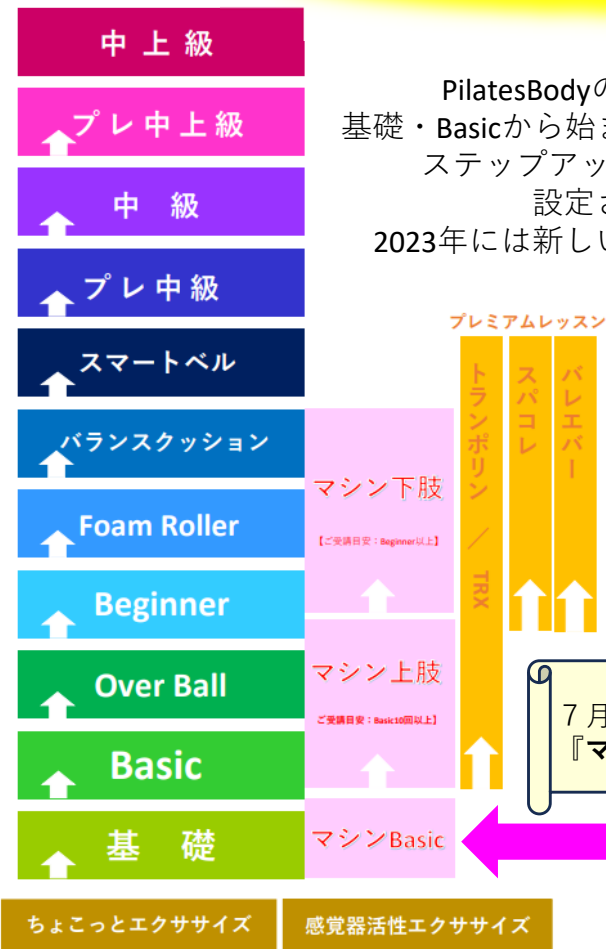 中上級
プレ中上級
中 級
プレ中級
スマートベル
バランスクッション
Foam Roller
Beginner
Over Ball
Basic
基 礎
ちょこっとエクササイズ
感覚器活性エクササイズ
マシン下肢
【ご受講目安：Beginner以上】
マシン上肢
ご受講目安：Basic10回以上】
マシンBasic
PilatesBodyの
基礎・Basicから始ま
ステップアッ
設定さ
2023年には新しい
プレミアムレッスン
トランポリン ／ TRX
スパコレ
バレエバー
７月
『マ